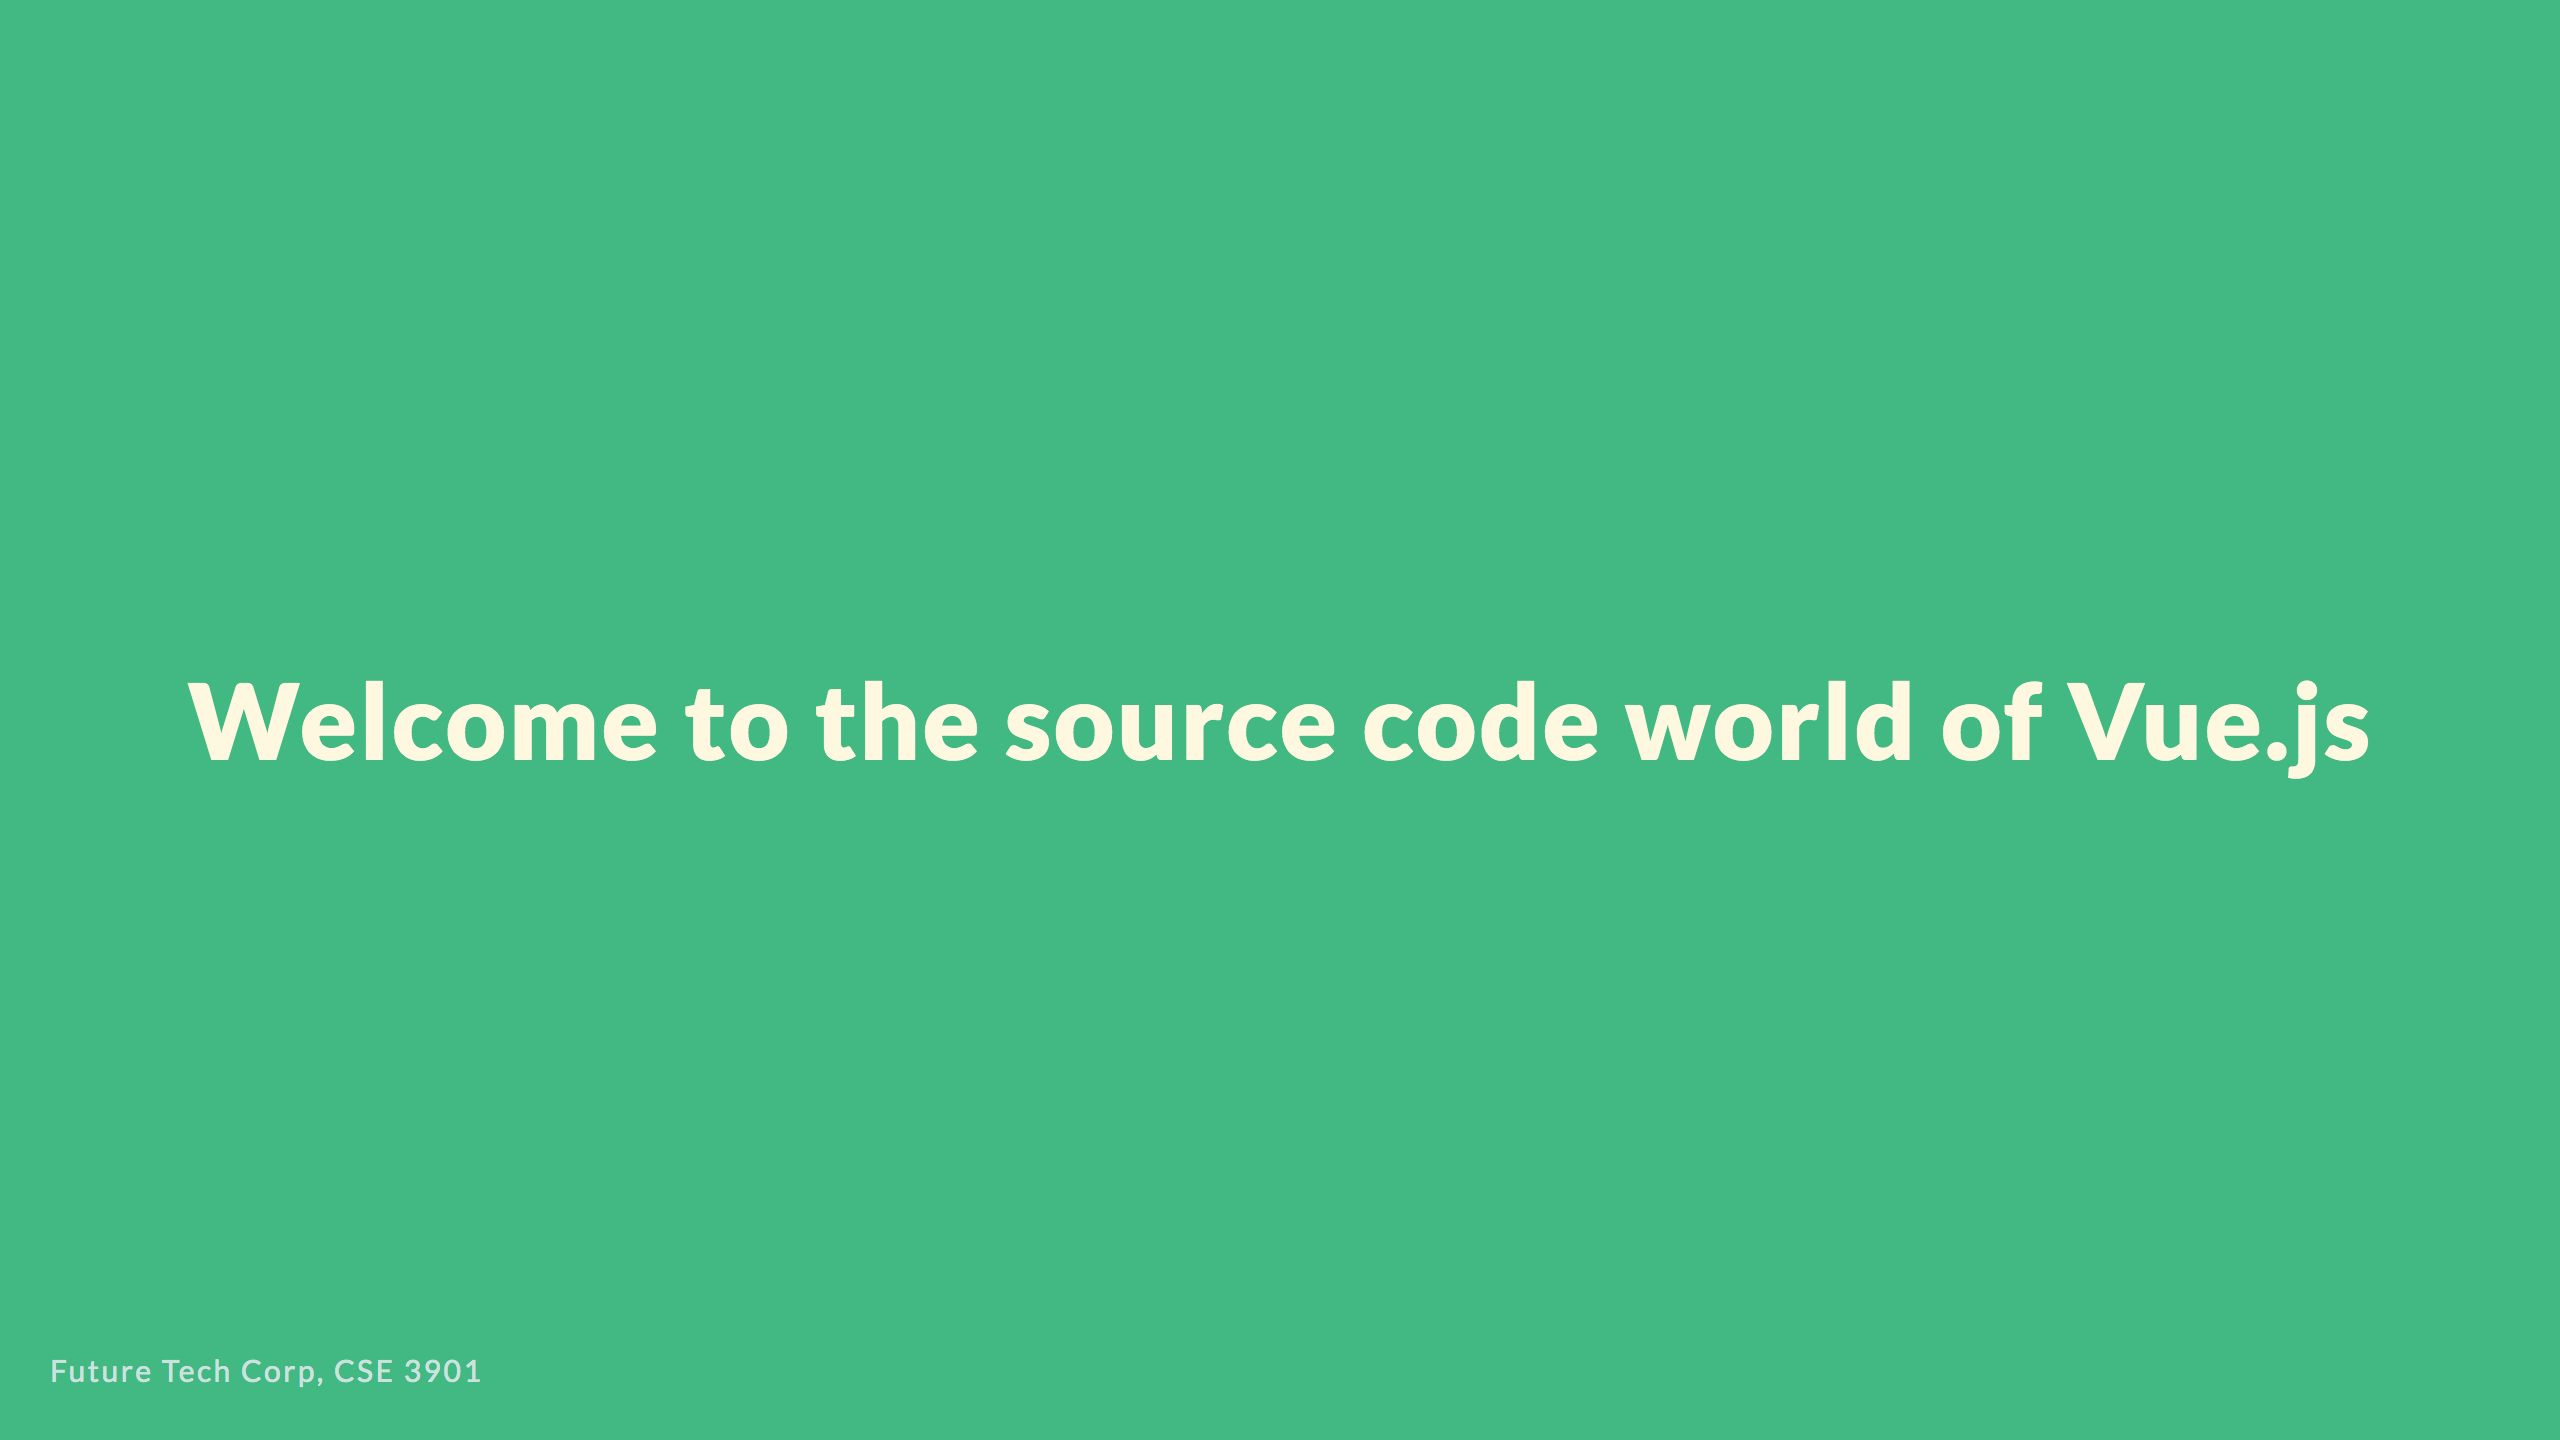 Welcome to the source code world of Vue.js
Future Tech Corp, CSE 3901